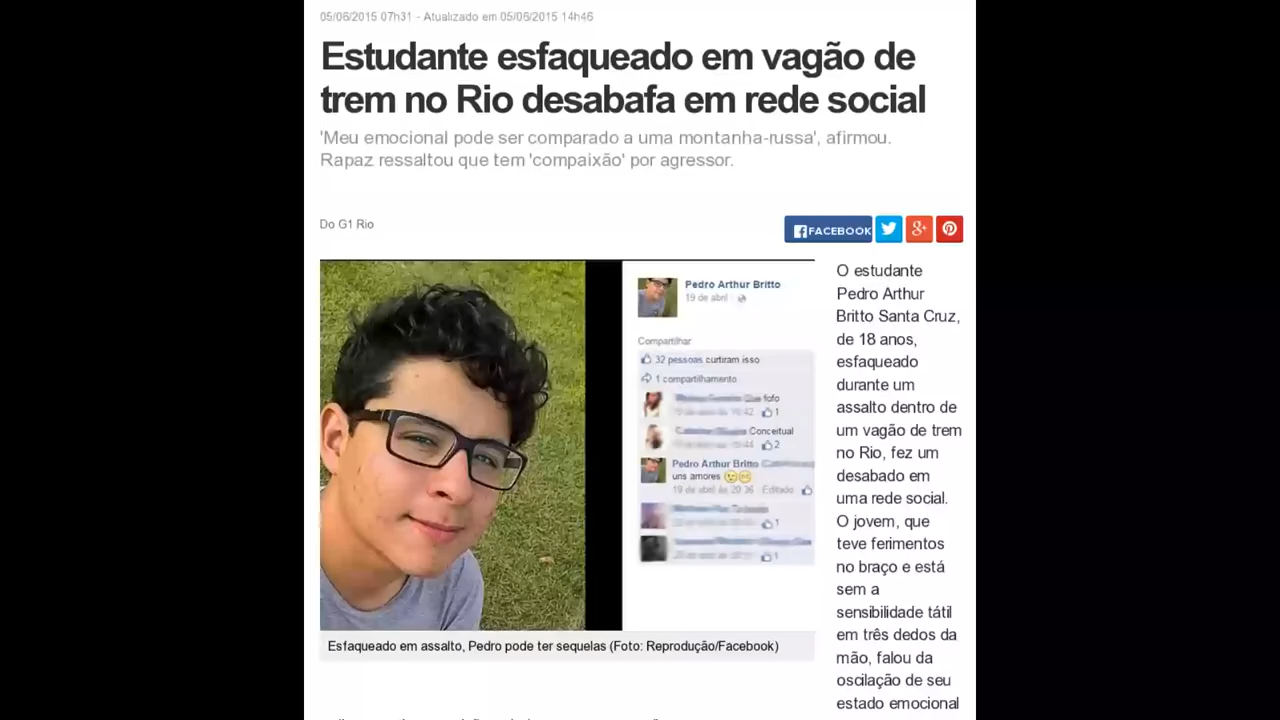 05/06/2015 07h31 - Atualizado em 05/06/2015 14h46
Estudante esfaqueado em vagão de
trem no Rio desabafa em rede social
'Meu emocional pode ser comparado a uma montanha-russa', afirmou.
Rapaz ressaltou que tem 'compaixão' por agressor.
Do G1 Rio
FACEBOOK
Pedro Arthur Britto
19 de abril
Compartilhar
32 pessoas curtiram isso
1 compartilhamento
Que fofo
1
Conceitual
2
Pedro Arthur Britto
uns amores
19 de abril às 20:36 Editado
1
1
Esfaqueado em assalto, Pedro pode ter sequelas (Foto: Reprodução/Facebook)
O estudante
Pedro Arthur
Britto Santa Cruz,
de 18 anos,
esfaqueado
durante um
assalto dentro de
um vagão de trem
no Rio, fez um
desabado em
uma rede social.
O jovem, que
teve ferimentos
no braço e está
sem a
sensibilidade tátil
em três dedos da
mão, falou da
oscilação de seu
estado emocional